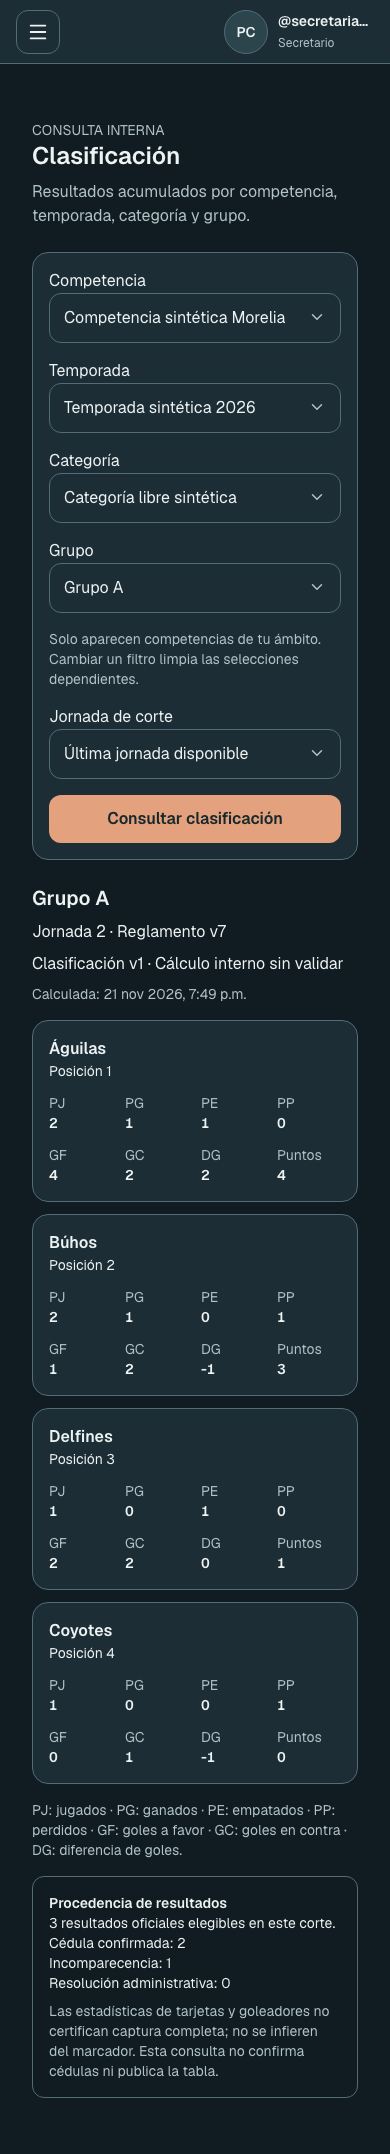 PC
@secretaria...
Secretario
CONSULTA INTERNA
Clasificación
Resultados acumulados por competencia,
temporada, categoría y grupo.
Competencia
Competencia sintética Morelia
Temporada
Temporada sintética 2026
Categoría
Categoría libre sintética
Grupo
Grupo A
Solo aparecen competencias de tu ámbito.
Cambiar un filtro limpia las selecciones
dependientes.
Jornada de corte
Última jornada disponible
Consultar clasificación
Grupo A
Jornada 2 · Reglamento v7
Clasificación v1 · Cálculo interno sin validar
Calculada: 21 nov 2026, 7:49 p.m.
Águilas
Posición 1
PJ PG PE PP
2 1 1 0
GF GC DG Puntos
4 2 2 4
Búhos
Posición 2
PJ PG PE PP
2 1 0 1
GF GC DG Puntos
1 2 -1 3
Delfines
Posición 3
PJ PG PE PP
1 0 1 0
GF GC DG Puntos
2 2 0 1
Coyotes
Posición 4
PJ PG PE PP
1 0 0 1
GF GC DG Puntos
0 1 -1 0
PJ: jugados · PG: ganados · PE: empatados · PP:
perdidos · GF: goles a favor · GC: goles en contra ·
DG: diferencia de goles.
Procedencia de resultados
3 resultados oficiales elegibles en este corte.
Cédula confirmada: 2
Incomparecencia: 1
Resolución administrativa: 0
Las estadísticas de tarjetas y goleadores no
certifican captura completa; no se infieren
del marcador. Esta consulta no confirma
cédulas ni publica la tabla.